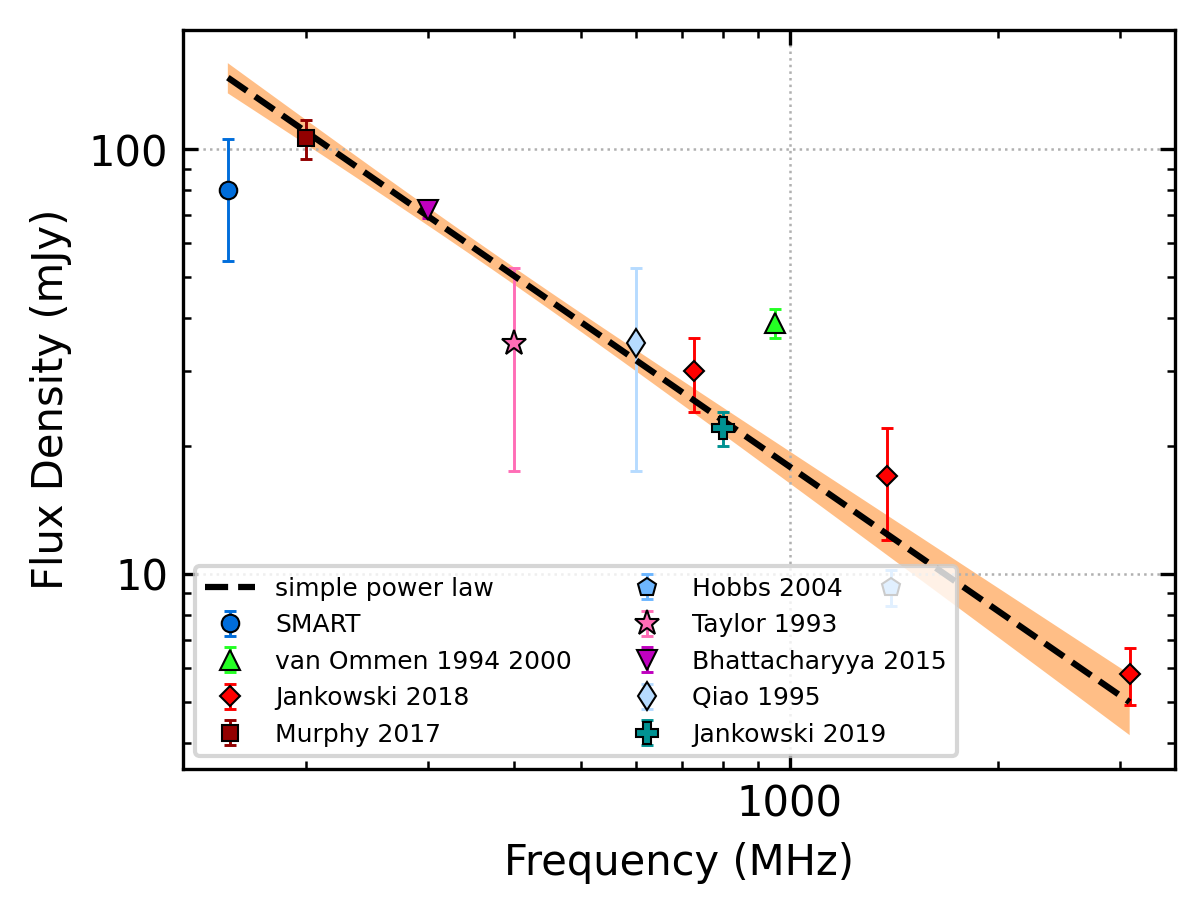 100
10
Flux Density (mJy)
simple power law
SMART
van Ommen 1994 2000
Jankowski 2018
Murphy 2017
Hobbs 2004
Taylor 1993
Bhattacharyya 2015
Qiao 1995
Jankowski 2019
1000
Frequency (MHz)